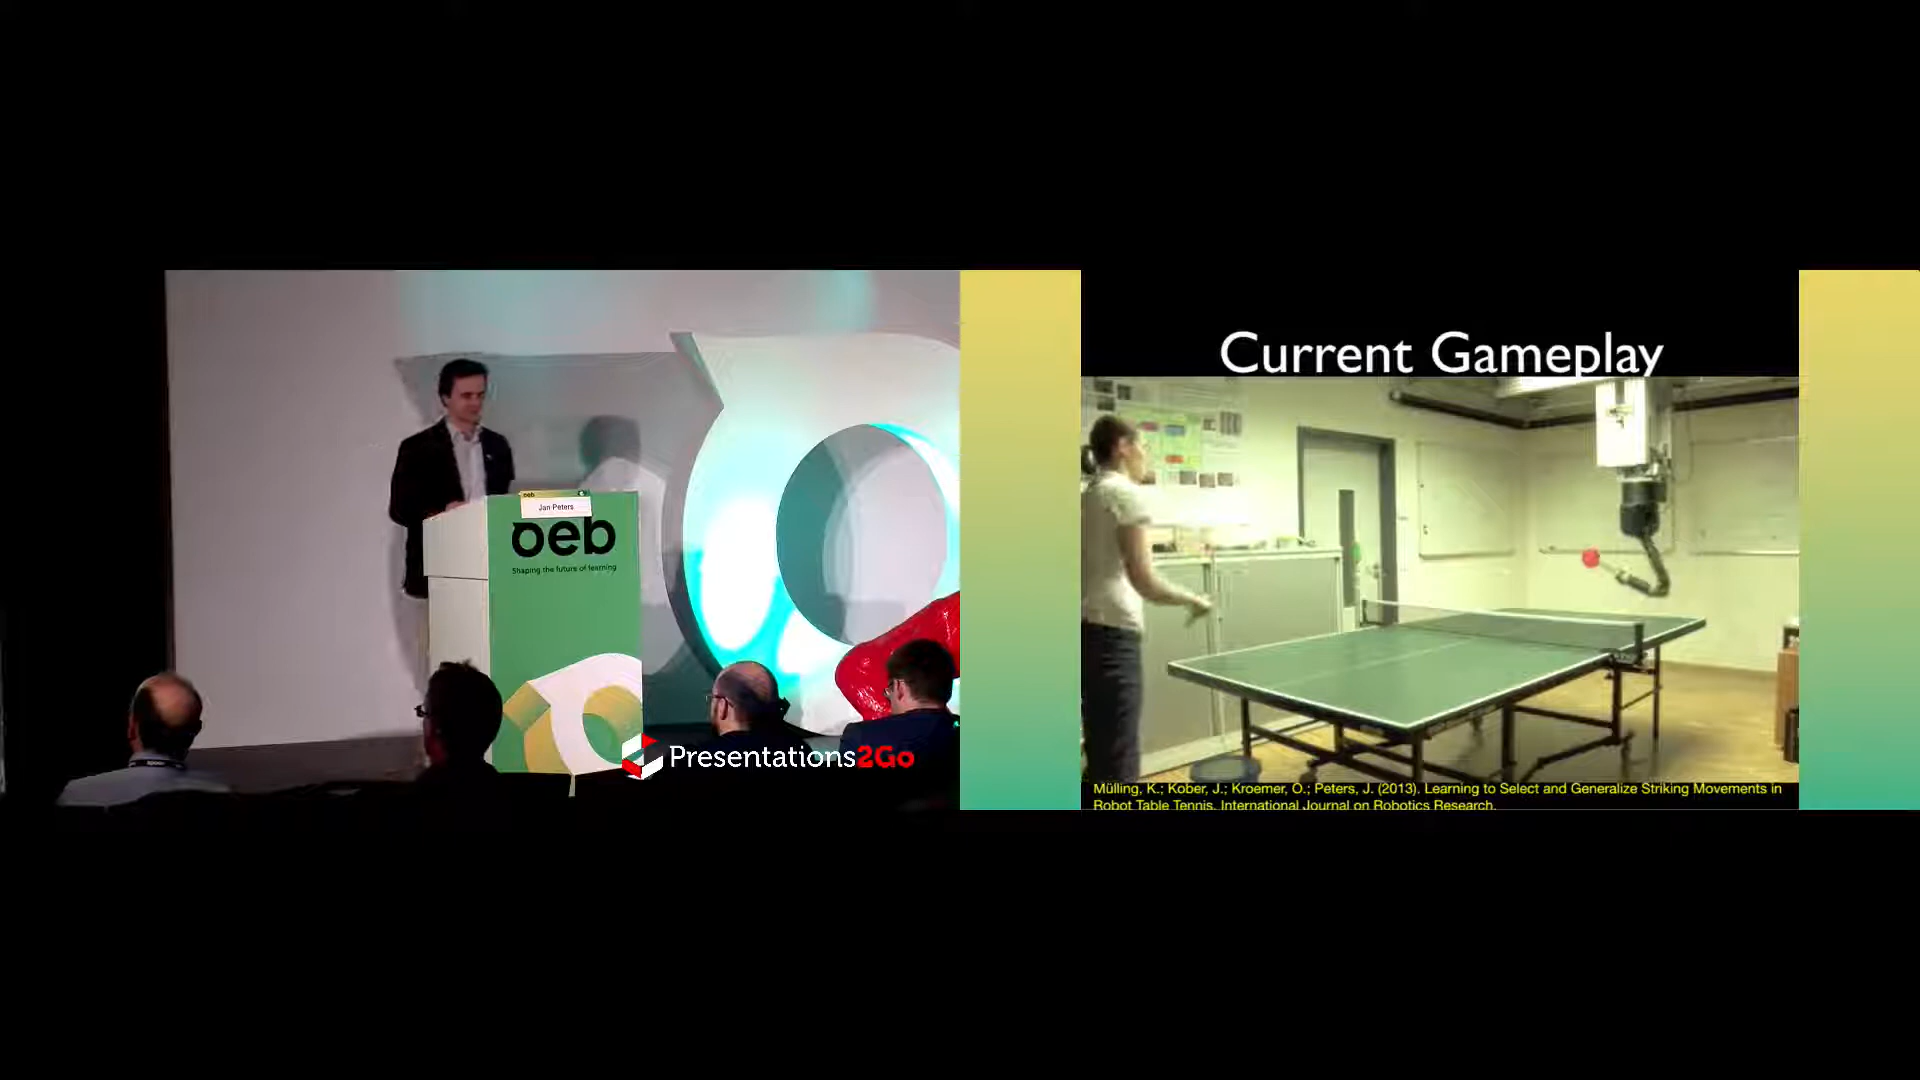 oeb
Jan Peters
oeb
Shaping the future of learning
Presentations2Go
Current Gameplay
Mülling, K.; Kober, J.; Kroemer, O.; Peters, J. (2013). Learning to Select and Generalize Striking Movements in
Robot Table Tennis. International Journal on Robotics Research.